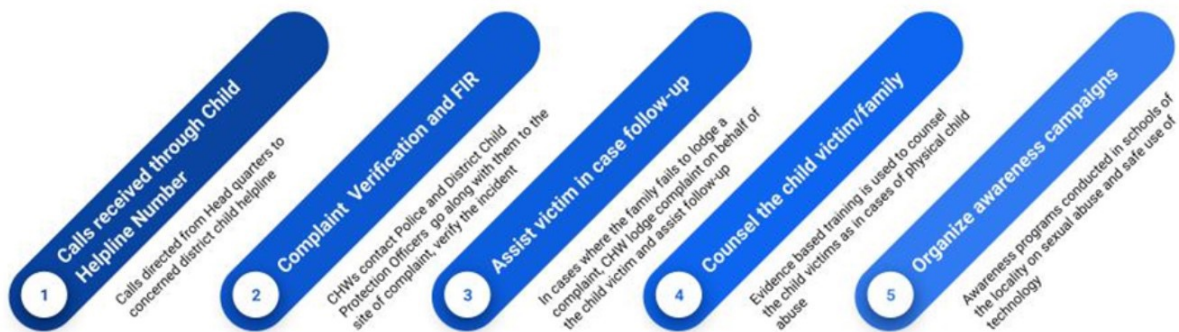 1
Calls received through Child
Helpline Number
Calls directed from Head quarters to
concerned district child helpline
2
Complaint Verification and FIR
CHWs contact Police and District Child
Protection Officers go along with them to the
site of complaint, verify the incident
3
Assist victim in case follow-up
In cases where the family fails to lodge a
complaint, CHW lodge complaint on behalf of
the child victim and assist follow-up
4
Counsel the child victim/family
Evidence based training is used to counsel
the child victims as in cases of physical child
abuse
5
Organize awareness campaigns
Awareness programs conducted in schools of
the locality on sexual abuse and safe use of
technology